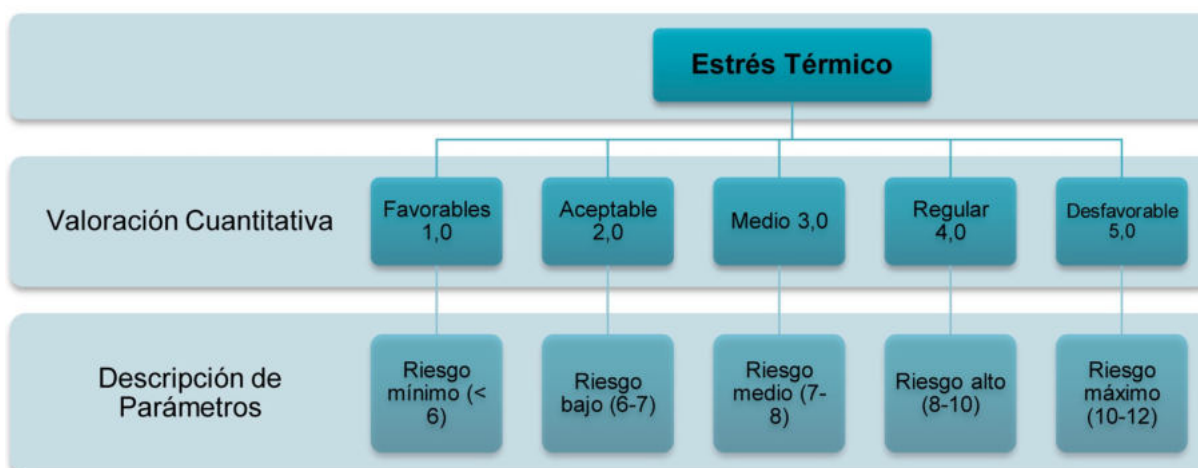 Estrés Térmico
Valoración Cuantitativa
Favorables
1,0
Aceptable
2,0
Medio 3,0
Regular
4,0
Desfavorable
5,0
Descripción de
Parámetros
Riesgo
mínimo (<
6)
Riesgo
bajo (6-7)
Riesgo
medio (7-
8)
Riesgo alto
(8-10)
Riesgo
máximo
(10-12)